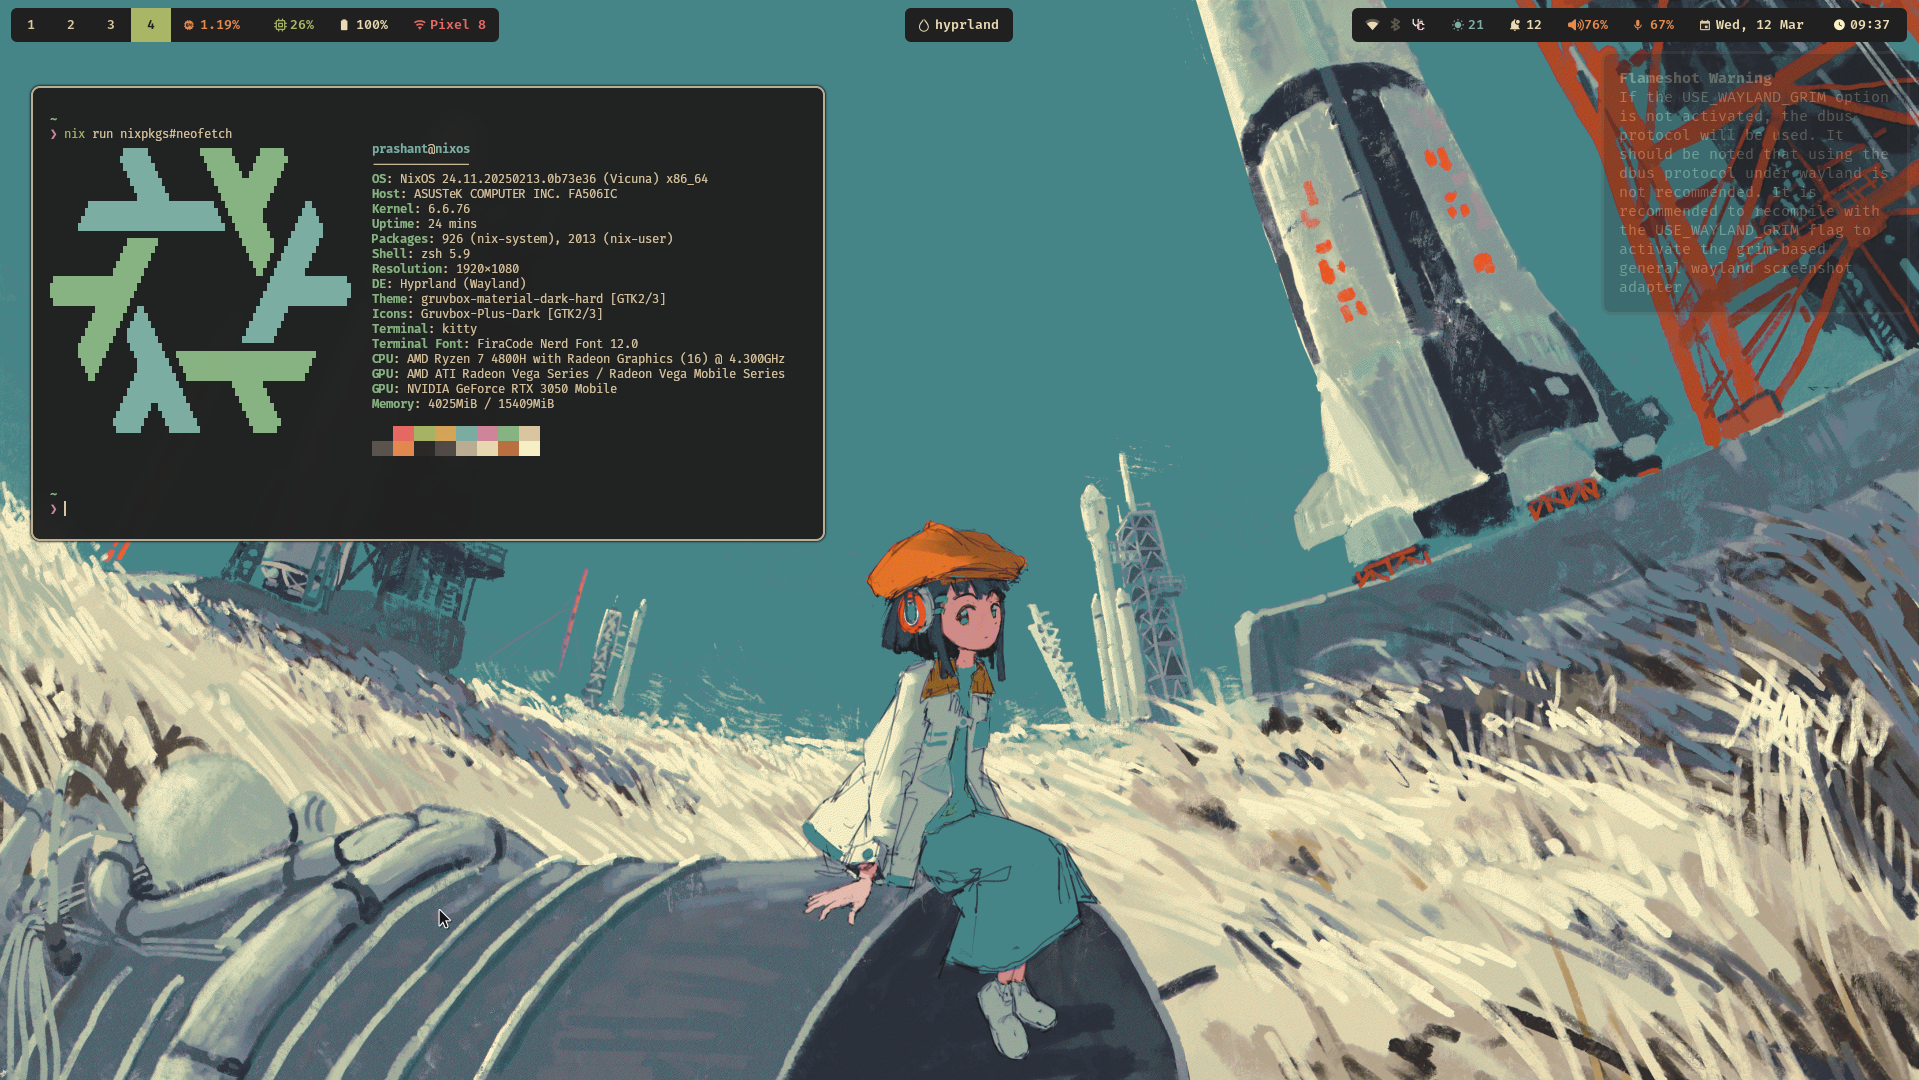 1 2 3 4 1.19% 26% 100% Pixel 8
hyprland
21 12 76% 67% Wed, 12 Mar 09:37
~
❯ nix run nixpkgs#neofetch
prashant@nixos
OS: NixOS 24.11.20250213.0b73e36 (Vicuna) x86_64
Host: ASUSTeK COMPUTER INC. FA506IC
Kernel: 6.6.76
Uptime: 24 mins
Packages: 926 (nix-system), 2013 (nix-user)
Shell: zsh 5.9
Resolution: 1920×1080
DE: Hyprland (Wayland)
Theme: gruvbox-material-dark-hard [GTK2/3]
Icons: Gruvbox-Plus-Dark [GTK2/3]
Terminal: kitty
Terminal Font: FiraCode Nerd Font 12.0
CPU: AMD Ryzen 7 4800H with Radeon Graphics (16) @ 4.300GHz
GPU: AMD ATI Radeon Vega Series / Radeon Vega Mobile Series
GPU: NVIDIA GeForce RTX 3050 Mobile
Memory: 4025MiB / 15409MiB
~
❯
Flameshot Warning
If the USE_WAYLAND_GRIM option
is not activated, the dbus
protocol will be used. It
should be noted that using the
dbus protocol under wayland is
not recommended. It is
recommended to recompile with
the USE_WAYLAND_GRIM flag to
activate the grim-based
general wayland screenshot
adapter